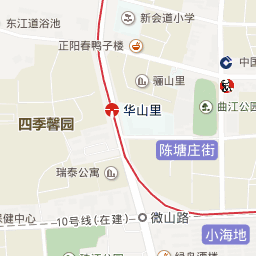 东江道浴池
新会道小学
正阳春鸭子楼
中国
骊山里
华山里
曲江公园
四季馨园
陈塘庄街
瑞泰公寓
保健中心
10号线(在建)
微山路
小海地